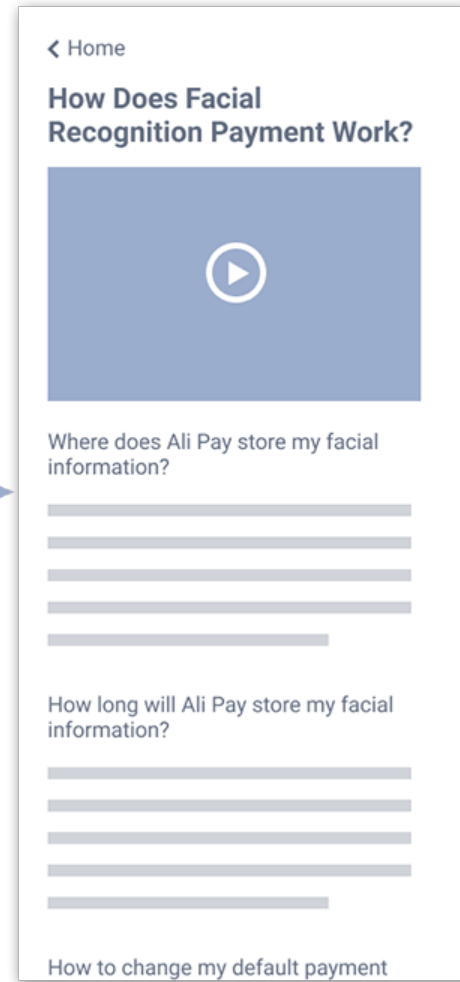 Home
How Does Facial
Recognition Payment Work?
Where does Ali Pay store my facial
information?
How long will Ali Pay store my facial
information?
How to change my default payment